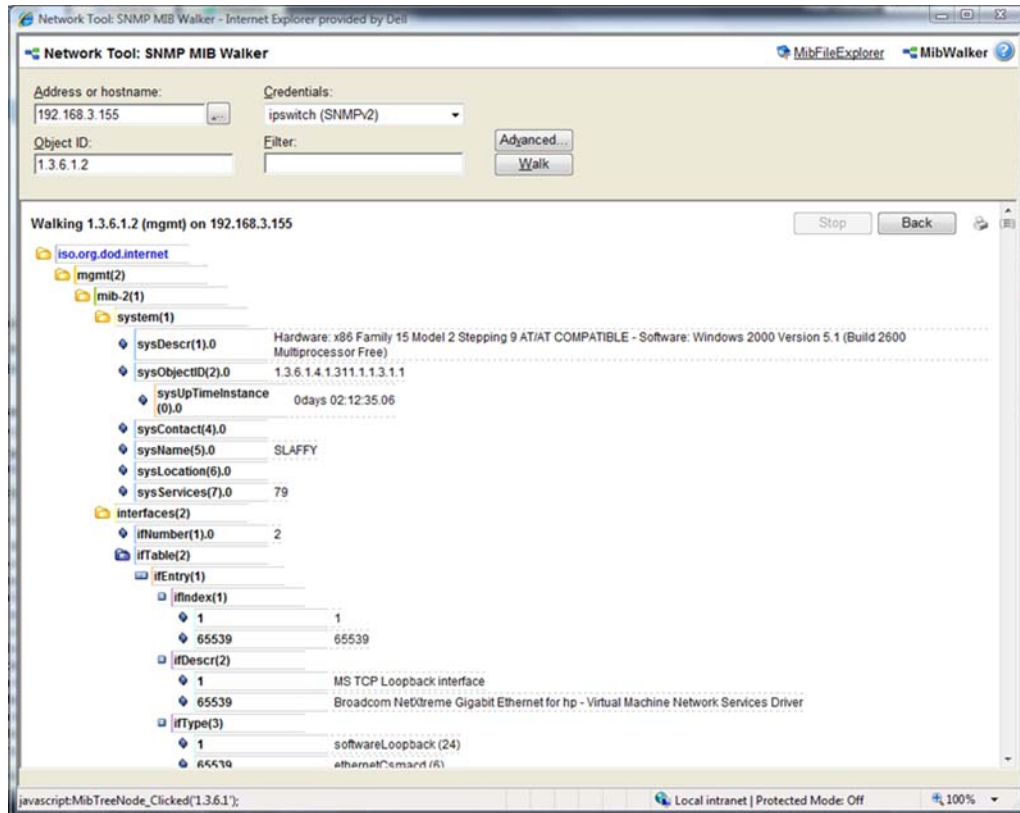 Network Tool: SNMP MIB Walker - Internet Explorer provided by Dell
Network Tool: SNMP MIB Walker MibFileExplorer MibWalker ?
Address or hostname: Credentials:
192.168.3.155 ... ipswitch (SNMPv2)
Object ID: Filter: Advanced...
1.3.6.1.2 Walk
Walking 1.3.6.1.2 (mgmt) on 192.168.3.155 Stop Back
iso.org.dod.internet
mgmt(2)
mib-2(1)
system(1)
sysDescr(1).0 Hardware: x86 Family 15 Model 2 Stepping 9 AT/AT COMPATIBLE - Software: Windows 2000 Version 5.1 (Build 2600
Multiprocessor Free)
sysObjectID(2).0 1.3.6.1.4.1.311.1.1.3.1.1
sysUpTimeInstance
(0).0 0days 02:12:35.06
sysContact(4).0
sysName(5).0 SLAFFY
sysLocation(6).0
sysServices(7).0 79
interfaces(2)
ifNumber(1).0 2
ifTable(2)
ifEntry(1)
ifIndex(1)
1 1
65539 65539
ifDescr(2)
1 MS TCP Loopback interface
65539 Broadcom NetXtreme Gigabit Ethernet for hp - Virtual Machine Network Services Driver
ifType(3)
1 softwareLoopback (24)
65539 ethernetCsmacd (6)
javascript:MibTreeNode_Clicked('1.3.6.1'); Local intranet | Protected Mode: Off 100%